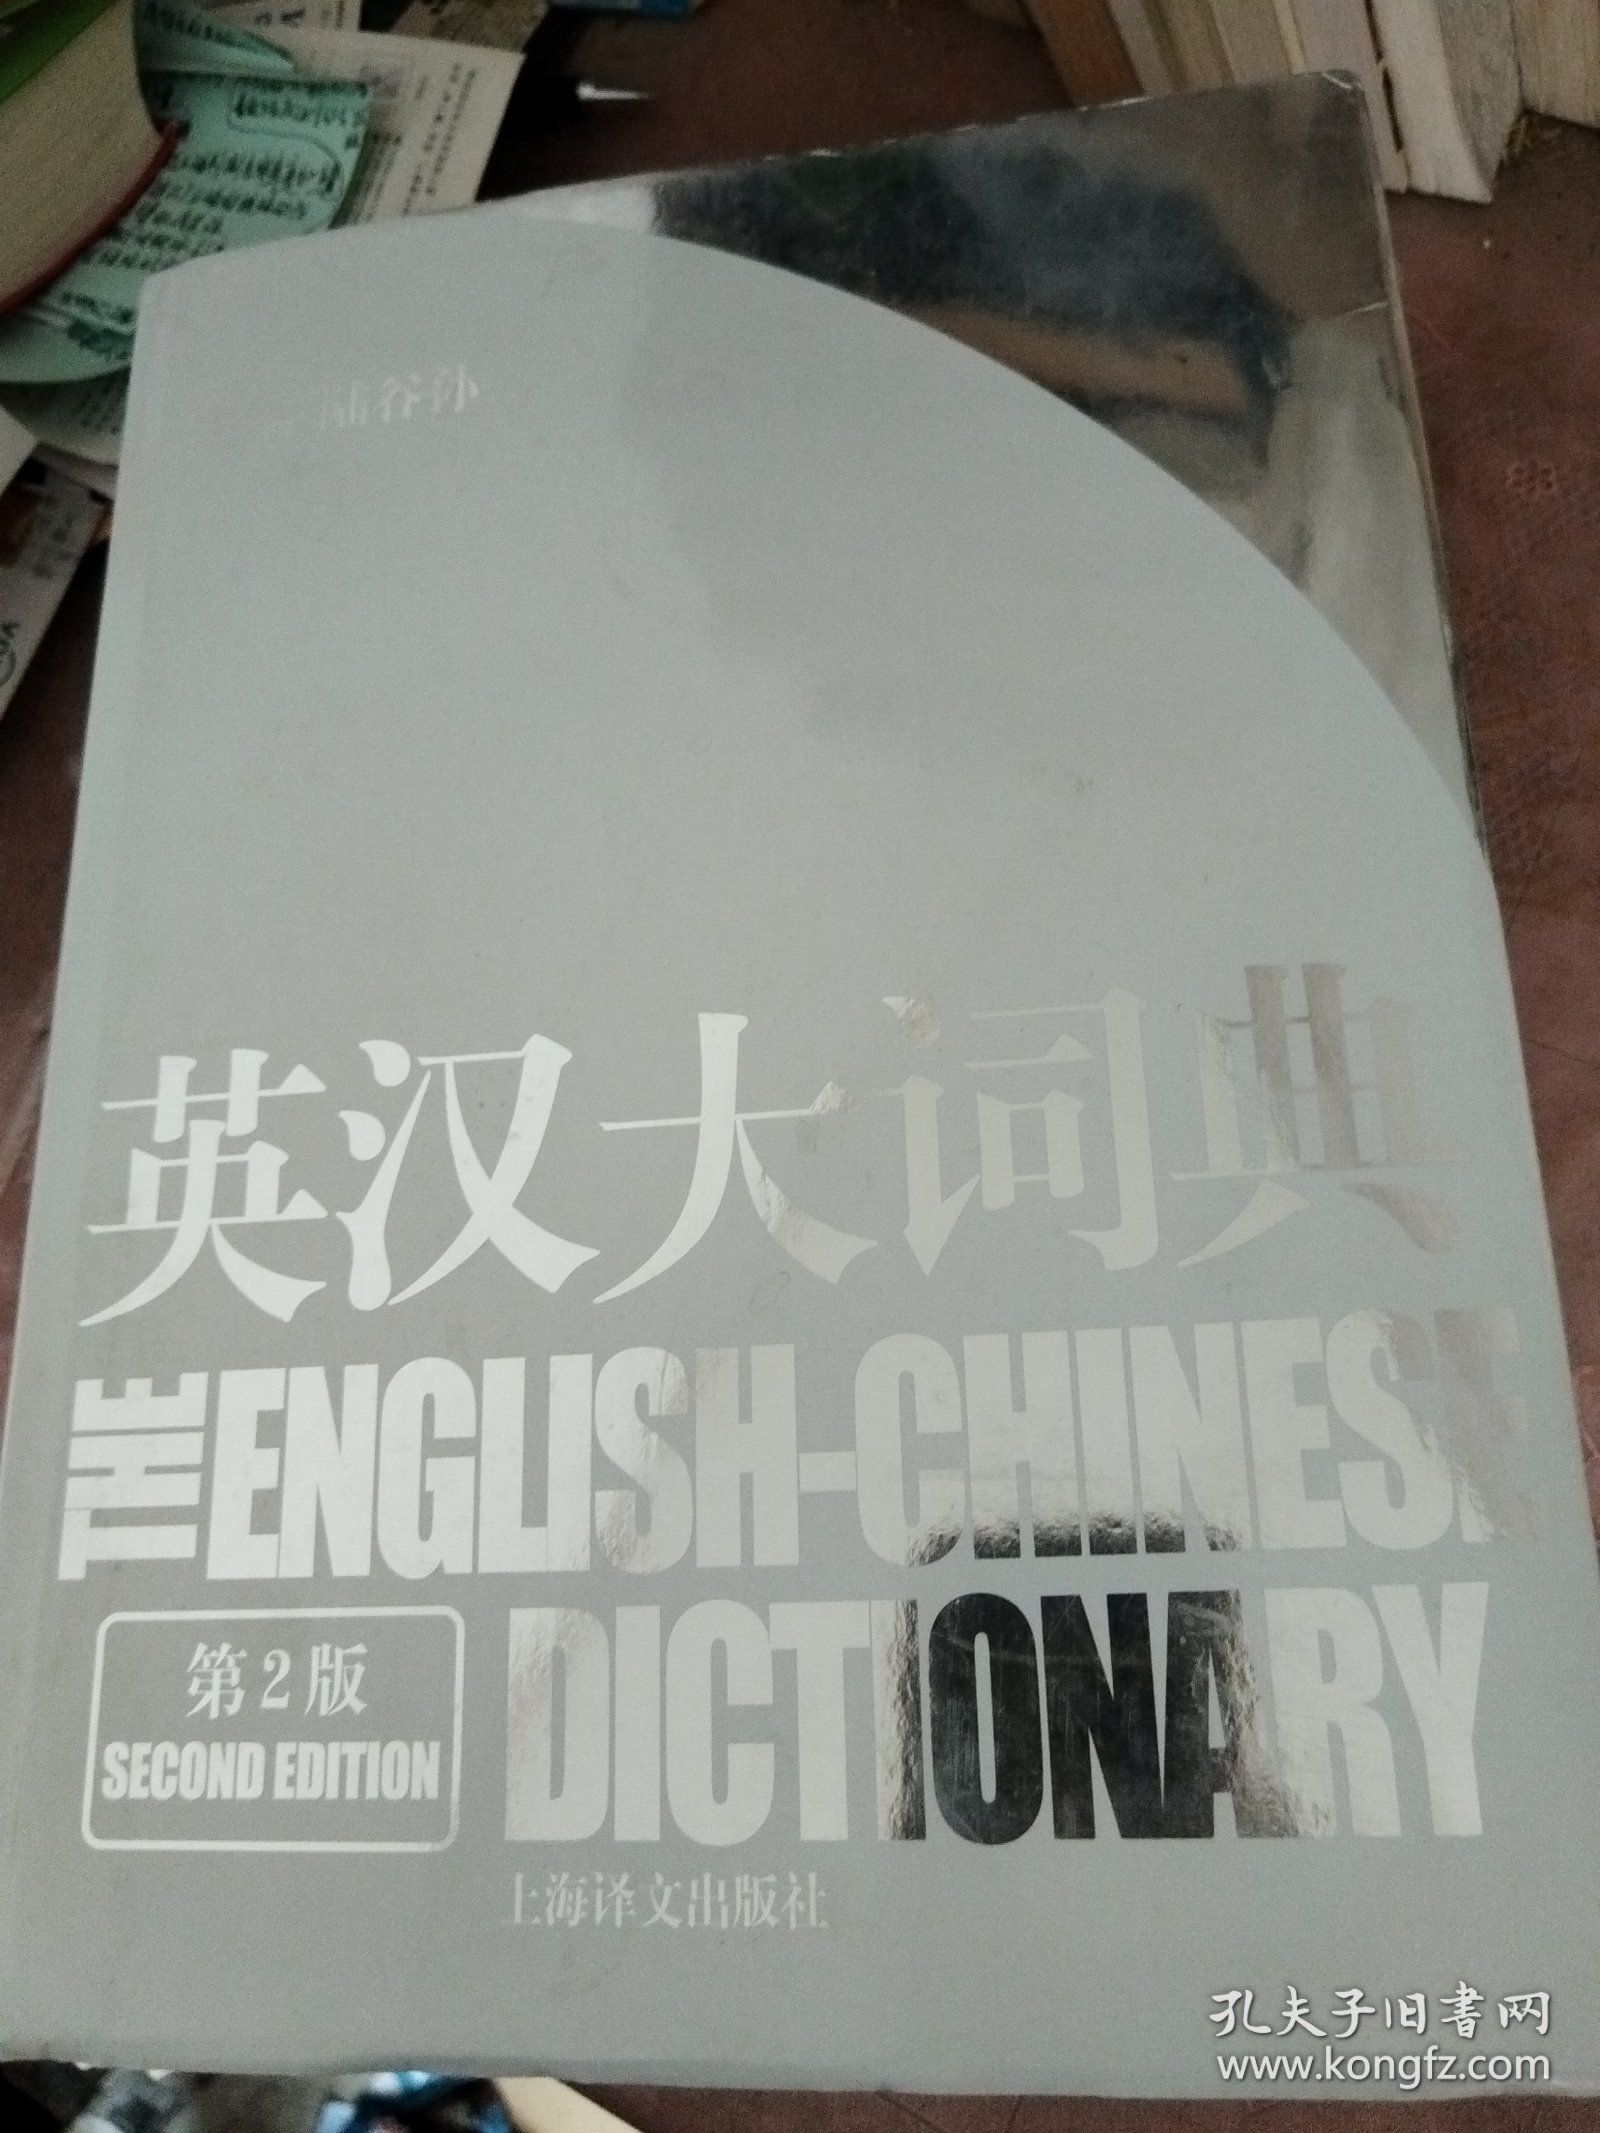 陆谷孙
英汉大词典
THE ENGLISH-CHINESE
DICTIONARY
第2版
SECOND EDITION
上海译文出版社
孔夫子旧书网
www.kongfz.com